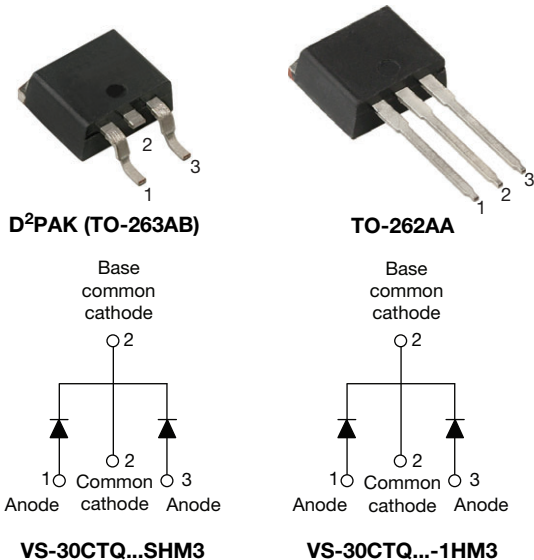 2
3
1
D²PAK (TO-263AB)
1
2
3
TO-262AA
Base
common
cathode
2
1
2
3
Anode
Common
cathode
Anode
VS-30CTQ...SHM3
Base
common
cathode
2
1
2
3
Anode
Common
cathode
Anode
VS-30CTQ...-1HM3